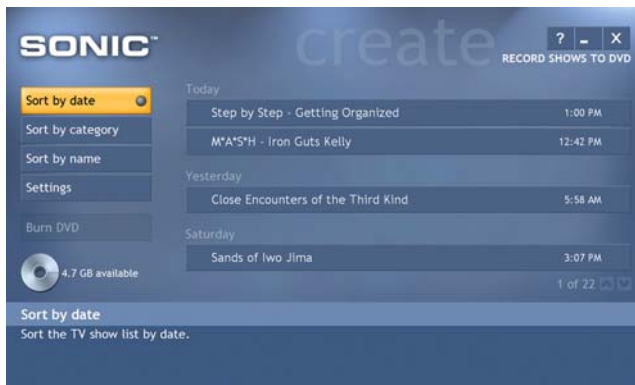 SONIC™
create
? – X
RECORD SHOWS TO DVD
Sort by date
Sort by category
Sort by name
Settings
Burn DVD
4.7 GB available
Today
Step by Step - Getting Organized 1:00 PM
M*A*S*H - Iron Guts Kelly 12:42 PM
Yesterday
Close Encounters of the Third Kind 5:58 AM
Saturday
Sands of Iwo Jima 3:07 PM
1 of 22
Sort by date
Sort the TV show list by date.